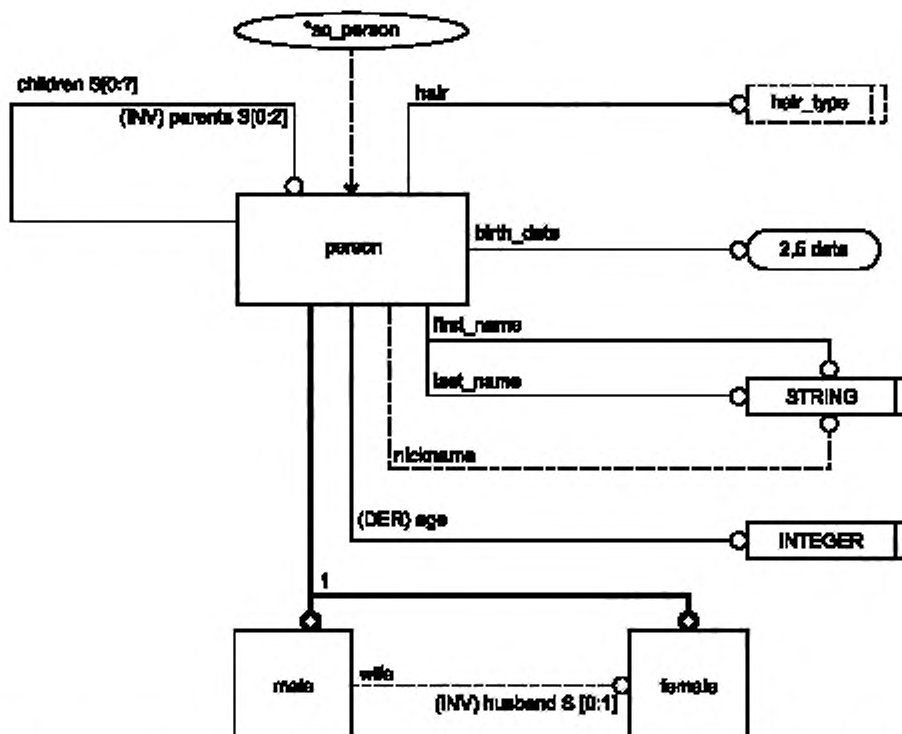 *ao_person
children S[0:?]
(INV) parents S[0:2]
hair
hair_type
person
birth_date
2,5 date
first_name
last_name
STRING
nickname
(DER) age
INTEGER
1
male
wife
(INV) husband S [0:1]
female